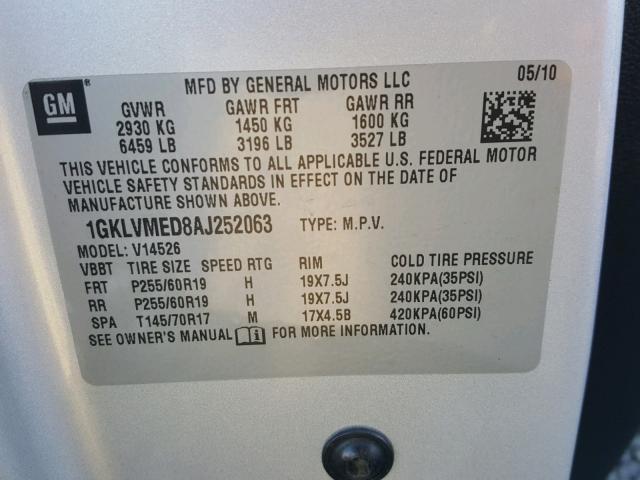 GM
MFD BY GENERAL MOTORS LLC 05/10
GVWR GAWR FRT GAWR RR
2930 KG 1450 KG 1600 KG
6459 LB 3196 LB 3527 LB
THIS VEHICLE CONFORMS TO ALL APPLICABLE U.S. FEDERAL MOTOR
VEHICLE SAFETY STANDARDS IN EFFECT ON THE DATE OF
MANUFACTURE SHOWN ABOVE.
1GKLVMED8AJ252063 TYPE: M.P.V.
MODEL: V14526
VBBT TIRE SIZE SPEED RTG RIM COLD TIRE PRESSURE
FRT P255/60R19 H 19X7.5J 240KPA(35PSI)
RR P255/60R19 H 19X7.5J 240KPA(35PSI)
SPA T145/70R17 M 17X4.5B 420KPA(60PSI)
SEE OWNER'S MANUAL FOR MORE INFORMATION.